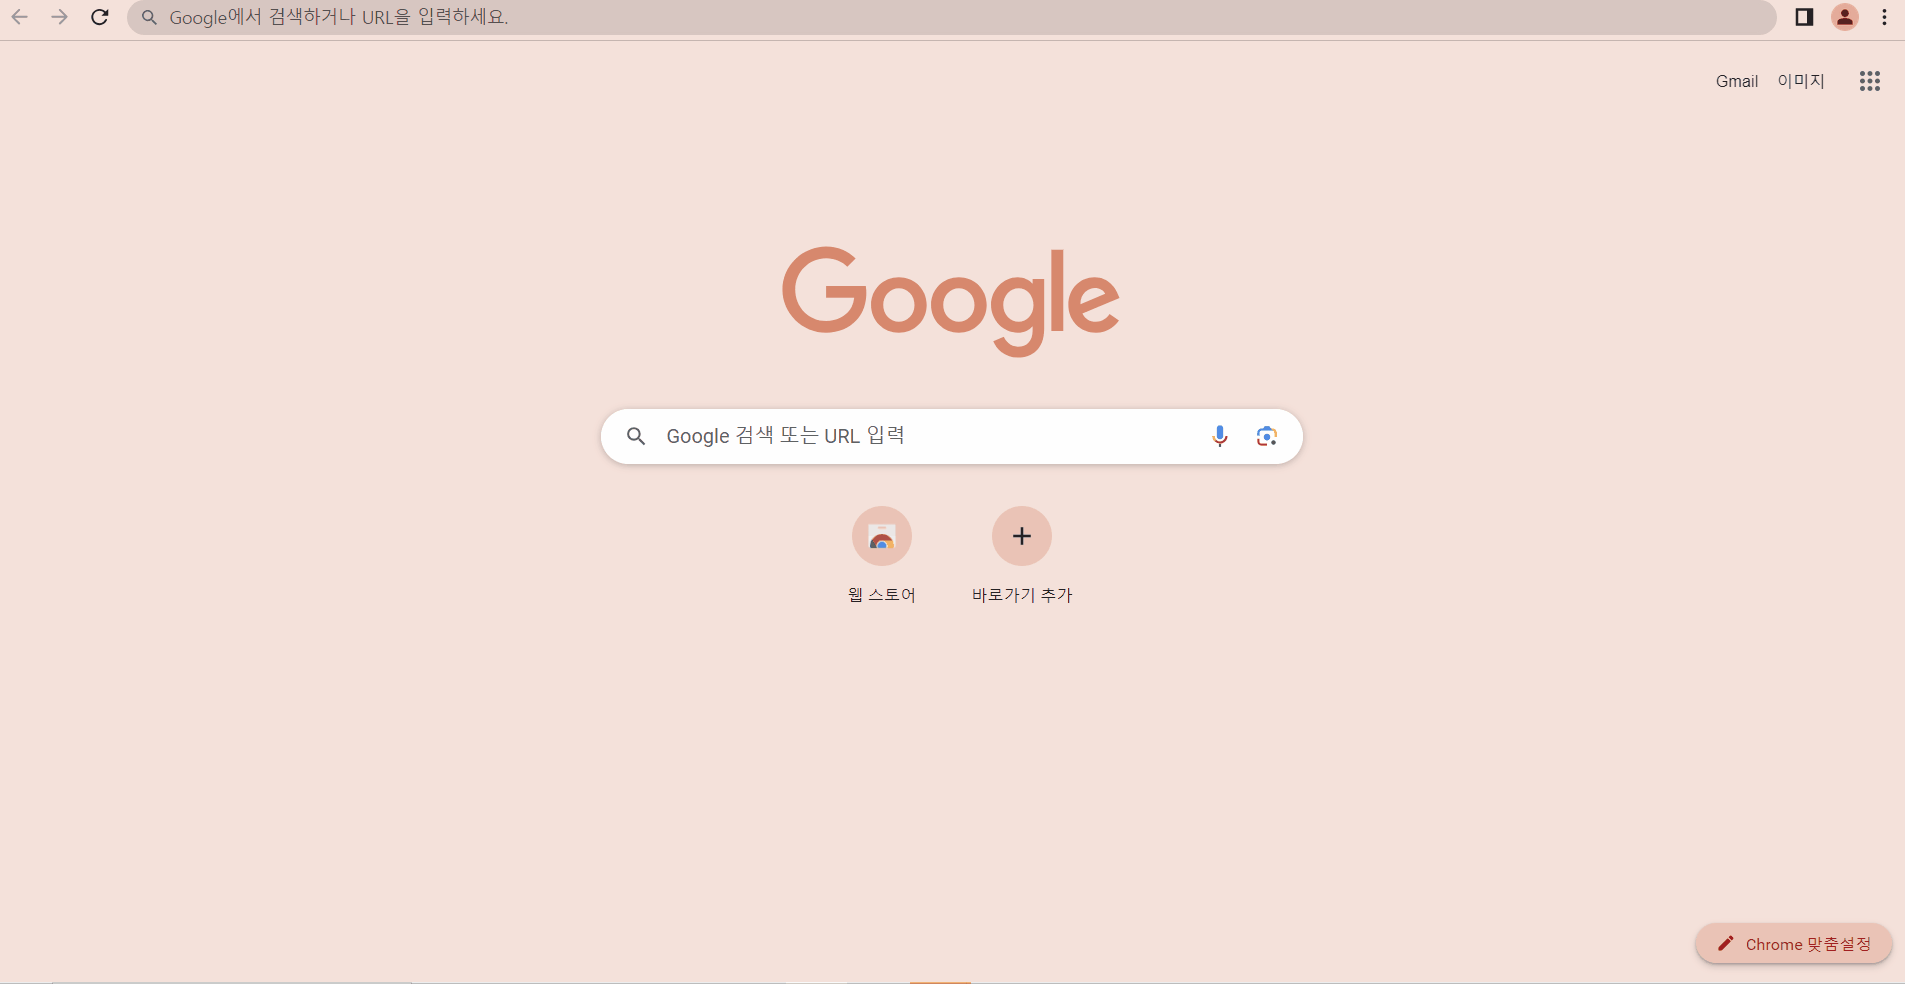 Google에서 검색하거나 URL을 입력하세요.
Gmail 이미지
Google
Google 검색 또는 URL 입력
웹 스토어 바로가기 추가
Chrome 맞춤설정